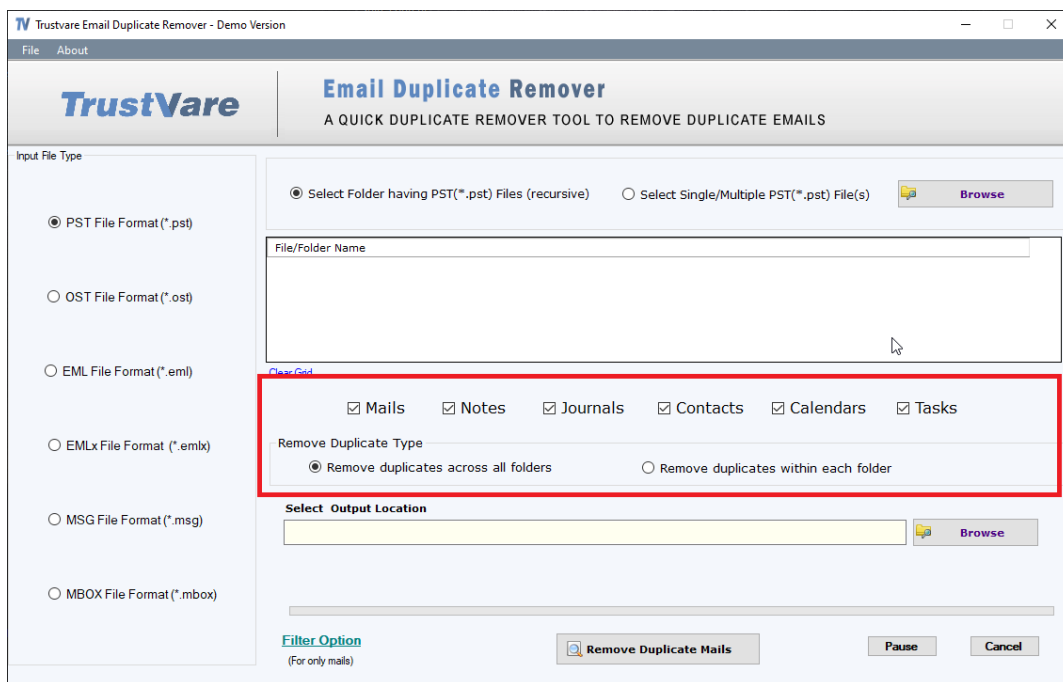 TV Trustvare Email Duplicate Remover - Demo Version
File About
TrustVare
Email Duplicate Remover
A QUICK DUPLICATE REMOVER TOOL TO REMOVE DUPLICATE EMAILS
Input File Type
PST File Format (*.pst)
OST File Format (*.ost)
EML File Format (*.eml)
EMLx File Format (*.emlx)
MSG File Format (*.msg)
MBOX File Format (*.mbox)
Select Folder having PST(*.pst) Files (recursive) Select Single/Multiple PST(*.pst) File(s) Browse
File/Folder Name
Clear Grid
Mails Notes Journals Contacts Calendars Tasks
Remove Duplicate Type
Remove duplicates across all folders Remove duplicates within each folder
Select Output Location
Browse
Filter Option
(For only mails)
Remove Duplicate Mails Pause Cancel